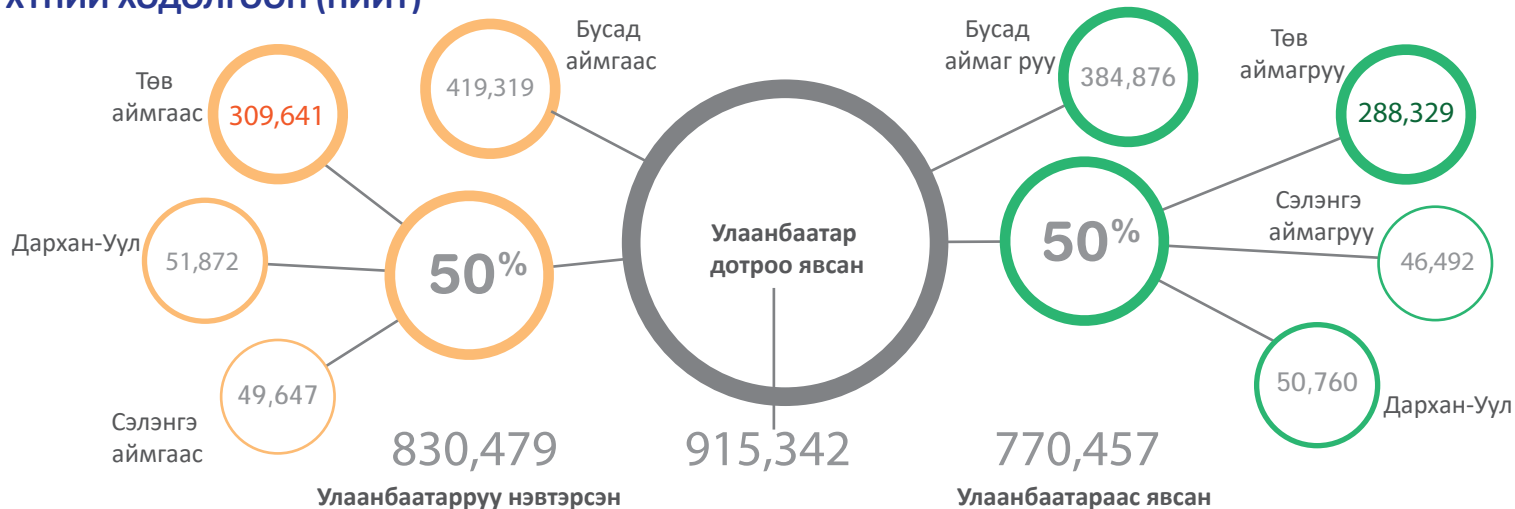 ХӨДӨЛГӨӨН (НИЙТ)
Төв
аймгаас
309,641
Бусад
аймгаас
419,319
Дархан-Уул
51,872
50%
Сэлэнгэ
аймгаас
49,647
830,479
Улаанбаатарруу нэвтэрсэн
Улаанбаатар
дотроо явсан
915,342
Бусад
аймаг руу
384,876
Төв
аймагруу
288,329
50%
Сэлэнгэ
аймагруу
46,492
50,760
Дархан-Уул
770,457
Улаанбаатараас явсан